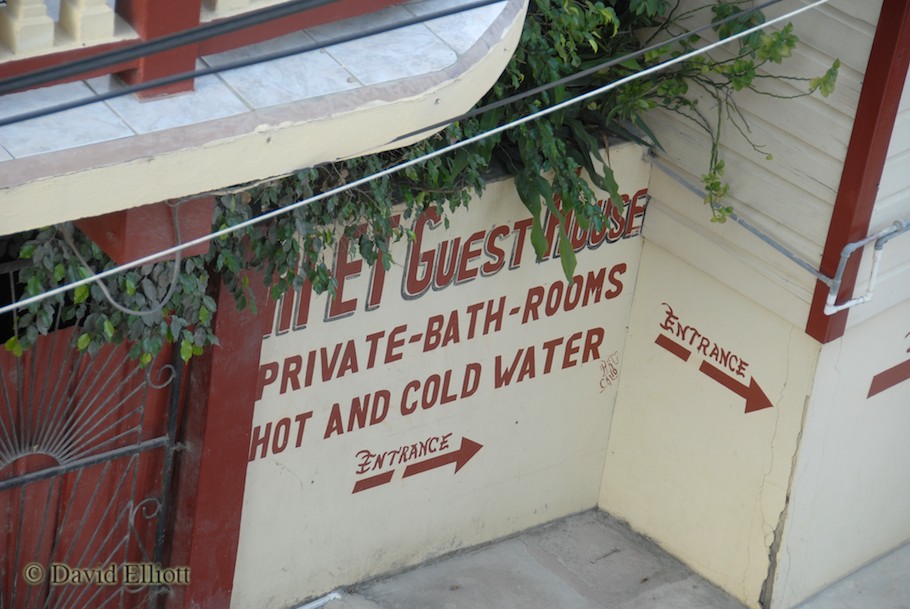 Guest House
Private-Bath-Rooms
Hot and Cold Water
Entrance
Entrance
© David Elliott